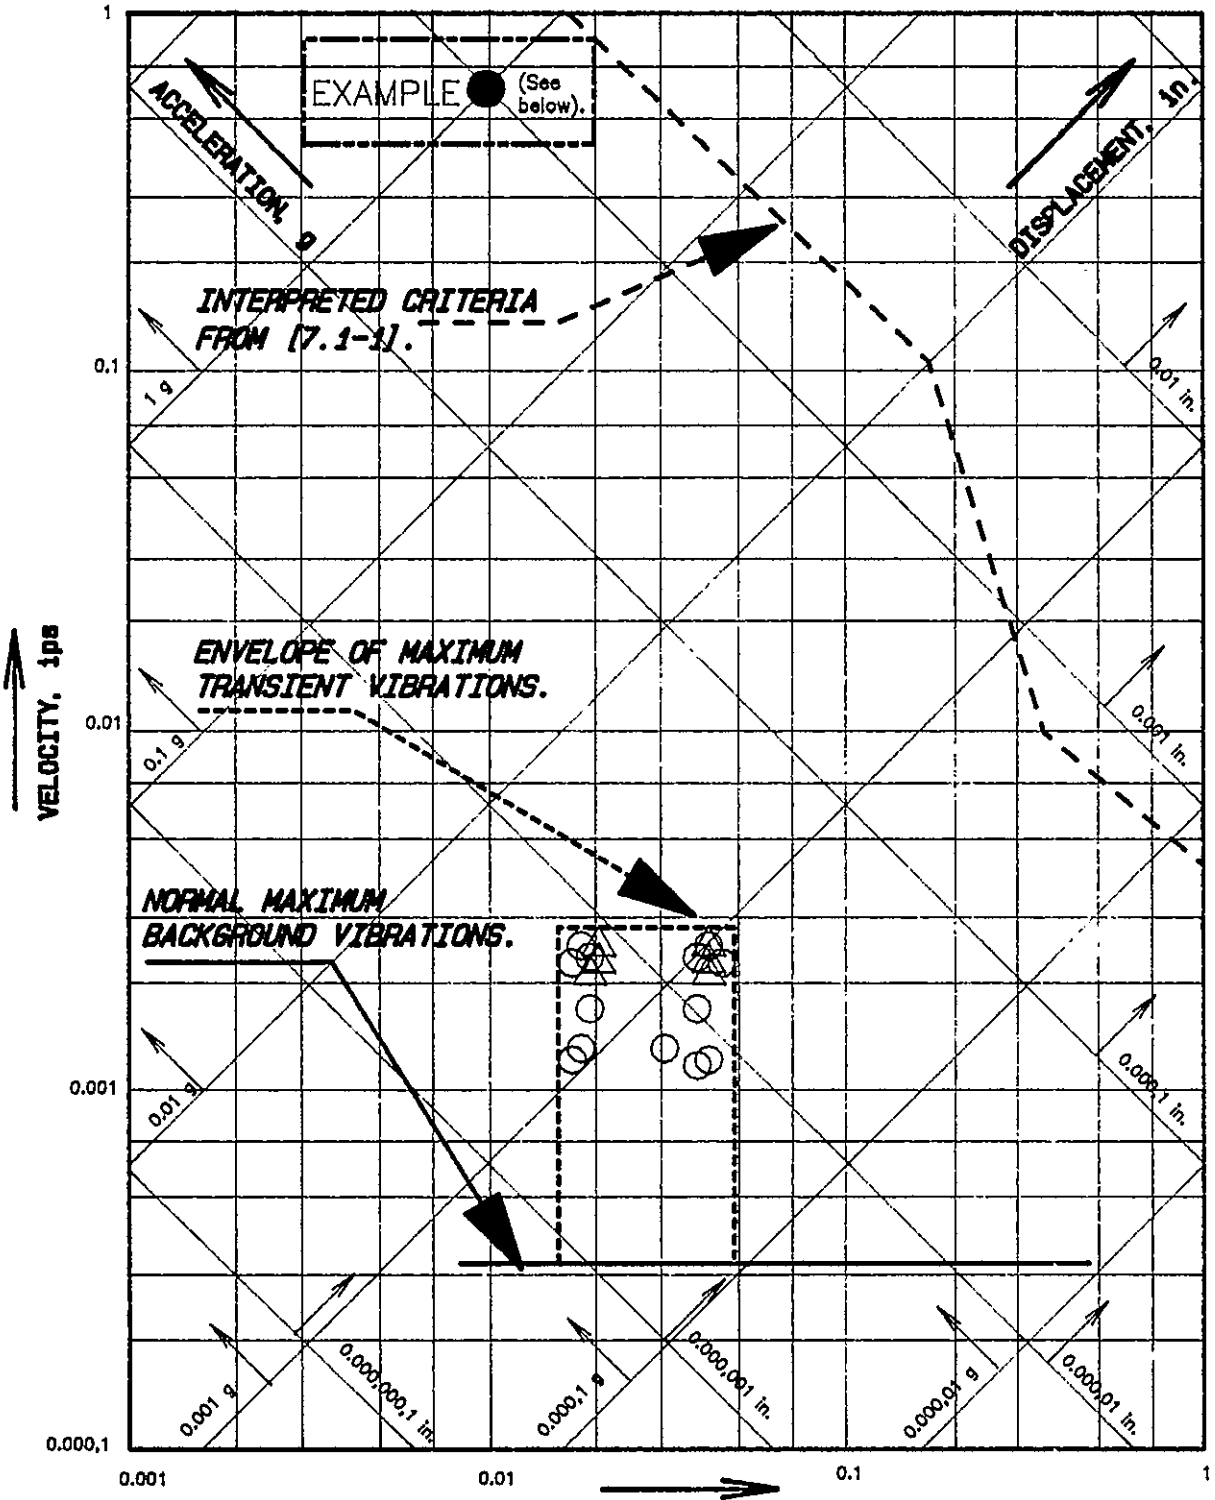 1
EXAMPLE
(See
below).
ACCELERATION, g
DISPLACEMENT, in.
INTERPRETED CRITERIA
FROM [7.1-1].
0.1
1 g
0.01 in.
ENVELOPE OF MAXIMUM
TRANSIENT VIBRATIONS.
VELOCITY, ips
0.01
0.1 g
0.001 in.
NORMAL MAXIMUM
BACKGROUND VIBRATIONS.
0.001
0.01 g
0.000,1 in.
0.001 g
0.000,000,1 in.
0.000,1 g
0.000,001 in.
0.000,01 g
0.000,01 in.
0.000,1
0.001
0.01
0.1
1